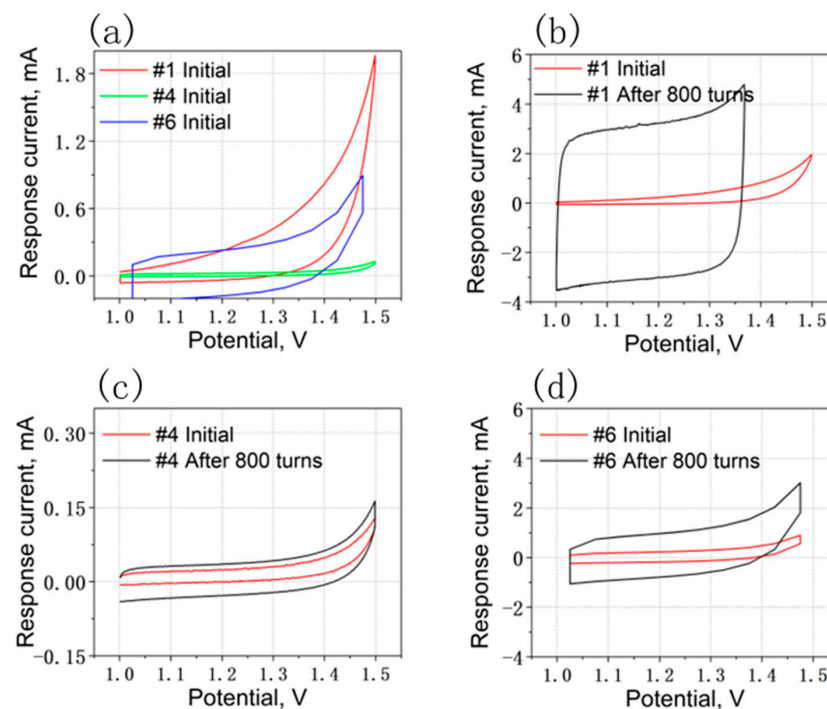 (a)
#1 Initial
#4 Initial
#6 Initial
1.8
1.2
0.6
0.0
Response current, mA
1.0 1.1 1.2 1.3 1.4 1.5
Potential, V
(b)
#1 Initial
#1 After 800 turns
6
4
2
0
-2
-4
Response current, mA
1.0 1.1 1.2 1.3 1.4 1.5
Potential, V
(c)
#4 Initial
#4 After 800 turns
0.30
0.15
0.00
-0.15
Response current, mA
1.0 1.1 1.2 1.3 1.4 1.5
Potential, V
(d)
#6 Initial
#6 After 800 turns
6
4
2
0
-2
-4
Response current, mA
1.0 1.1 1.2 1.3 1.4 1.5
Potential, V